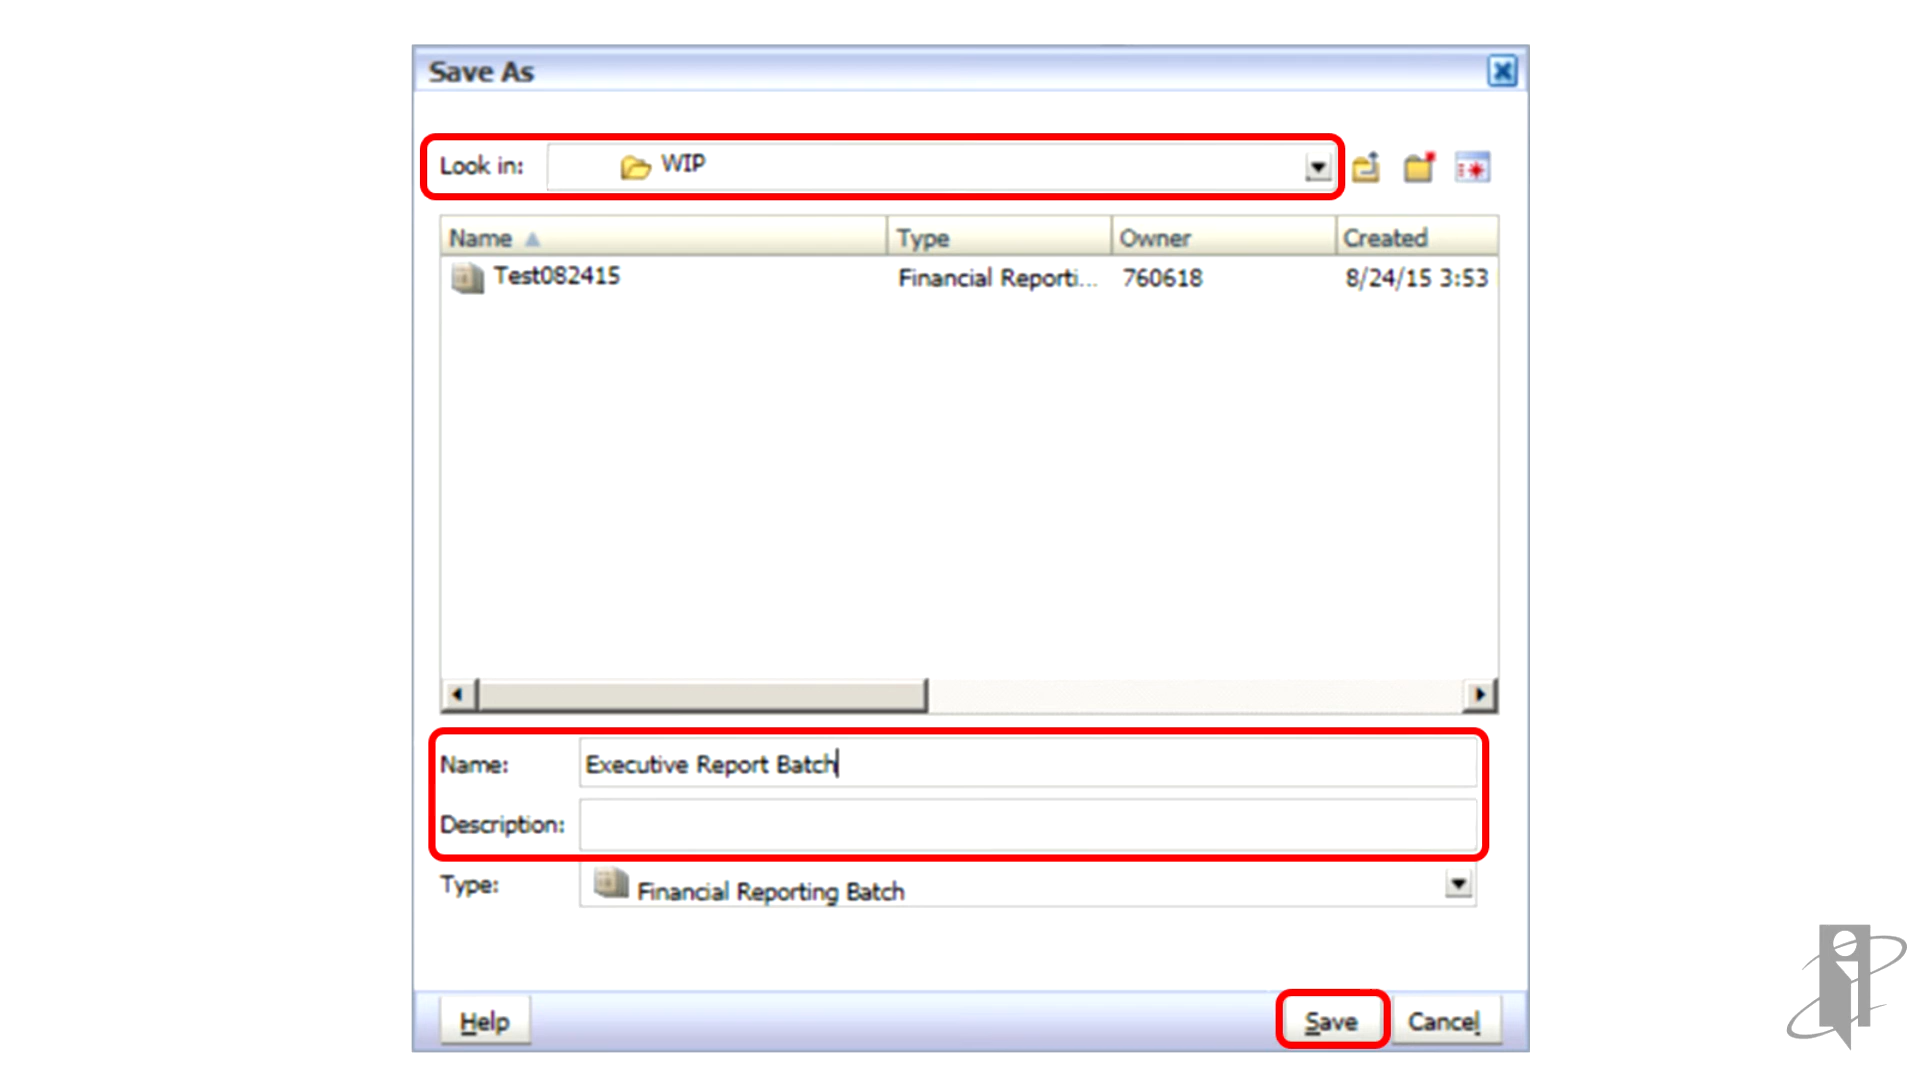 Save As
Look in: WIP
Name Type Owner Created
Test082415 Financial Reporti... 760618 8/24/15 3:53
Name: Executive Report Batch
Description:
Type: Financial Reporting Batch
Help Save Cancel